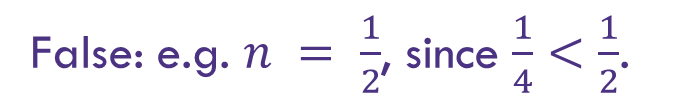 False: e.g. n = 1/2, since 1/4 < 1/2.